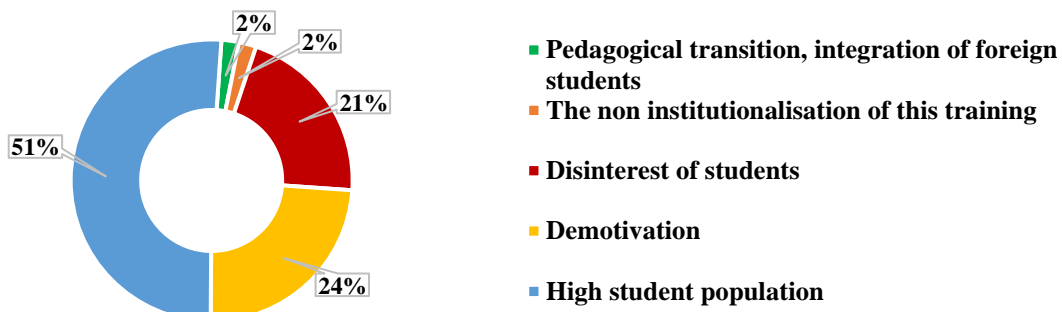 2%
2%
21%
51%
24%
Pedagogical transition, integration of foreign
students
The non institutionalisation of this training
Disinterest of students
Demotivation
High student population